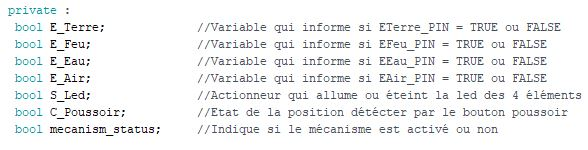 private :
bool E_Terre; //Variable qui informe si ETerre_PIN = TRUE ou FALSE
bool E_Feu; //Variable qui informe si EFeu_PIN = TRUE ou FALSE
bool E_Eau; //Variable qui informe si EEau_PIN = TRUE ou FALSE
bool E_Air; //Variable qui informe si EAir_PIN = TRUE ou FALSE
bool S_Led; //Actionneur qui allume ou éteint la led des 4 éléments
bool C_Poussoir; //Etat de la position détécter par le bouton poussoir
bool mecanism_status; //Indique si le mécanisme est activé ou non